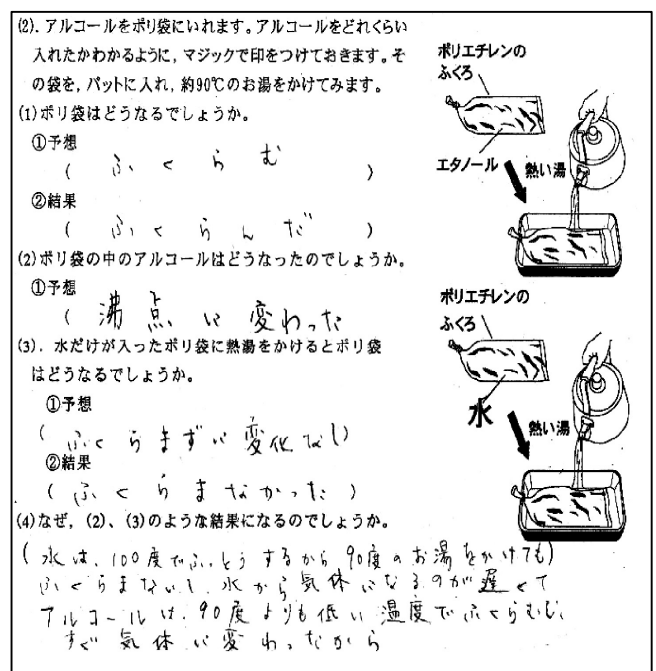 (2). アルコールをポリ袋にいれます。アルコールをどれくらい
入れたかわかるように, マジックで印をつけておきます。そ
の袋を, バットに入れ, 約90℃のお湯をかけてみます。
(1)ポリ袋はどうなるでしょうか。
①予想
( ふくらむ )
②結果
( ふくらんだ )
(2)ポリ袋の中のアルコールはどうなったのでしょうか。
①予想
( 沸点に変わった
(3). 水だけが入ったポリ袋に熱湯をかけるとポリ袋
はどうなるでしょうか。
①予想
( ふくらまずに変化なし)
②結果
( ふくらまなかった )
(4)なぜ, (2)、(3)のような結果になるのでしょうか。
( 水は、100度でふっとうするから90度のお湯をかけても)
ふくらまないし、水から気体になるのが遅くて
アルコールは、90度よりも低い温度でふくらむし、
すぐ気体に変わったから
ポリエチレンの
ふくろ
エタノール
熱い湯
ポリエチレンの
ふくろ
水
熱い湯